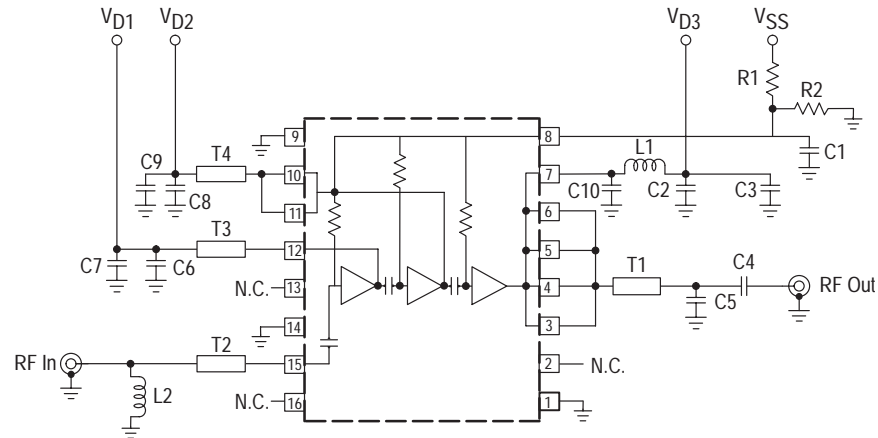 VD1 VD2 VD3 VSS
R1
R2
9 8
C9 T4 L1 C1
10 7
C8 C10 C2 C3
11 6
T3
12 5
C7 C6 T1 C4
N.C. 13 4 RF Out
C5
14 3
T2
RF In 15 2 N.C.
L2
N.C. 16 1